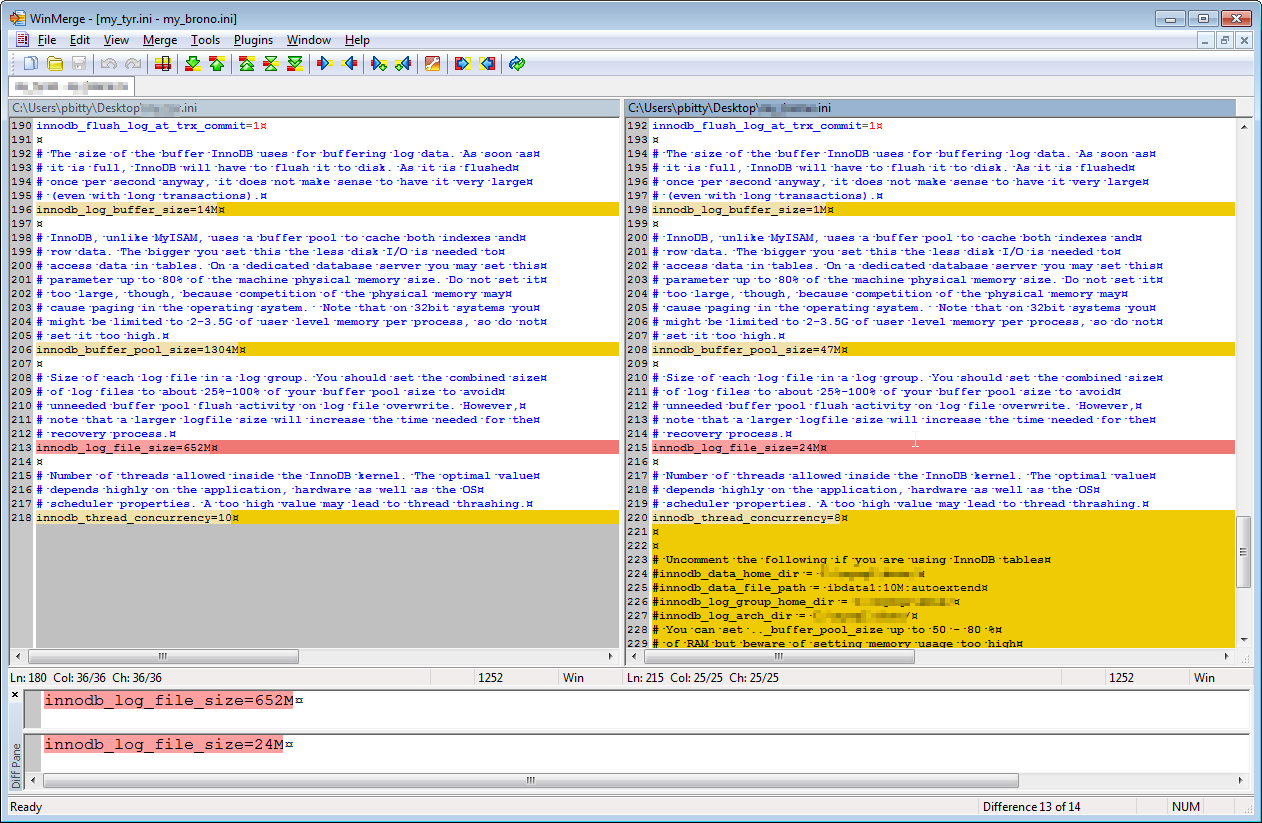 WinMerge - [my_tyr.ini - my_brono.ini]
File Edit View Merge Tools Plugins Window Help
C:\Users\pbitty\Desktop\ .ini
190 innodb_flush_log_at_trx_commit=1¤
191 ¤
192 #·The·size·of·the·buffer·InnoDB·uses·for·buffering·log·data.·As·soon·as¤
193 #·it·is·full,·InnoDB·will·have·to·flush·it·to·disk.·As·it·is·flushed¤
194 #·once·per·second·anyway,·it·does·not·make·sense·to·have·it·very·large¤
195 #·(even·with·long·transactions).¤
196 innodb_log_buffer_size=14M¤
197 ¤
198 #·InnoDB,·unlike·MyISAM,·uses·a·buffer·pool·to·cache·both·indexes·and¤
199 #·row·data.·The·bigger·you·set·this·the·less·disk·I/O·is·needed·to¤
200 #·access·data·in·tables.·On·a·dedicated·database·server·you·may·set·this¤
201 #·parameter·up·to·80%·of·the·machine·physical·memory·size.·Do·not·set·it¤
202 #·too·large,·though,·because·competition·of·the·physical·memory·may¤
203 #·cause·paging·in·the·operating·system.··Note·that·on·32bit·systems·you¤
204 #·might·be·limited·to·2-3.5G·of·user·level·memory·per·process,·so·do·not¤
205 #·set·it·too·high.¤
206 innodb_buffer_pool_size=1304M¤
207 ¤
208 #·Size·of·each·log·file·in·a·log·group.·You·should·set·the·combined·size¤
209 #·of·log·files·to·about·25%-100%·of·your·buffer·pool·size·to·avoid¤
210 #·unneeded·buffer·pool·flush·activity·on·log·file·overwrite.·However,¤
211 #·note·that·a·larger·logfile·size·will·increase·the·time·needed·for·the¤
212 #·recovery·process.¤
213 innodb_log_file_size=652M¤
214 ¤
215 #·Number·of·threads·allowed·inside·the·InnoDB·kernel.·The·optimal·value¤
216 #·depends·highly·on·the·application,·hardware·as·well·as·the·OS¤
217 #·scheduler·properties.·A·too·high·value·may·lead·to·thread·thrashing.¤
218 innodb_thread_concurrency=10¤
Ln: 180 Col: 36/36 Ch: 36/36 1252 Win
C:\Users\pbitty\Desktop\ ini
192 innodb_flush_log_at_trx_commit=1¤
193 ¤
194 #·The·size·of·the·buffer·InnoDB·uses·for·buffering·log·data.·As·soon·as¤
195 #·it·is·full,·InnoDB·will·have·to·flush·it·to·disk.·As·it·is·flushed¤
196 #·once·per·second·anyway,·it·does·not·make·sense·to·have·it·very·large¤
197 #·(even·with·long·transactions).¤
198 innodb_log_buffer_size=1M¤
199 ¤
200 #·InnoDB,·unlike·MyISAM,·uses·a·buffer·pool·to·cache·both·indexes·and¤
201 #·row·data.·The·bigger·you·set·this·the·less·disk·I/O·is·needed·to¤
202 #·access·data·in·tables.·On·a·dedicated·database·server·you·may·set·this¤
203 #·parameter·up·to·80%·of·the·machine·physical·memory·size.·Do·not·set·it¤
204 #·too·large,·though,·because·competition·of·the·physical·memory·may¤
205 #·cause·paging·in·the·operating·system.··Note·that·on·32bit·systems·you¤
206 #·might·be·limited·to·2-3.5G·of·user·level·memory·per·process,·so·do·not¤
207 #·set·it·too·high.¤
208 innodb_buffer_pool_size=47M¤
209 ¤
210 #·Size·of·each·log·file·in·a·log·group.·You·should·set·the·combined·size¤
211 #·of·log·files·to·about·25%-100%·of·your·buffer·pool·size·to·avoid¤
212 #·unneeded·buffer·pool·flush·activity·on·log·file·overwrite.·However,¤
213 #·note·that·a·larger·logfile·size·will·increase·the·time·needed·for·the¤
214 #·recovery·process.¤
215 innodb_log_file_size=24M¤
216 ¤
217 #·Number·of·threads·allowed·inside·the·InnoDB·kernel.·The·optimal·value¤
218 #·depends·highly·on·the·application,·hardware·as·well·as·the·OS¤
219 #·scheduler·properties.·A·too·high·value·may·lead·to·thread·thrashing.¤
220 innodb_thread_concurrency=8¤
221 ¤
222 ¤
223 #·Uncomment·the·following·if·you·are·using·InnoDB·tables¤
224 #innodb_data_home_dir·=· ¤
225 #innodb_data_file_path·=·ibdata1:10M:autoextend¤
226 #innodb_log_group_home_dir·=· ¤
227 #innodb_log_arch_dir·=· /¤
228 #·You·can·set·.._buffer_pool_size·up·to·50·-·80·%¤
229 #·of·RAM·but·beware·of·setting·memory·usage·too·high¤
Ln: 215 Col: 25/25 Ch: 25/25 1252 Win
Diff Pane
innodb_log_file_size=652M¤
innodb_log_file_size=24M¤
Ready Difference 13 of 14 NUM